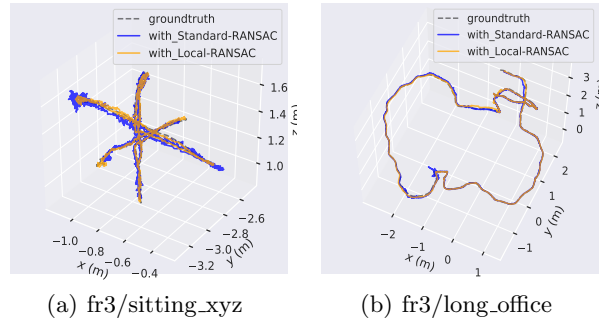 groundtruth
with_Standard-RANSAC
with_Local-RANSAC
1.6
1.4
1.2
1.0
z (m)
−2.6
−2.8
−3.0
−3.2
y (m)
−1.0
−0.8
−0.6
−0.4
x (m)
(a) fr3/sitting_xyz
groundtruth
with_Standard-RANSAC
with_Local-RANSAC
3
2
1
0
z (m)
2
1
0
−1
y (m)
−2
−1
0
1
x (m)
(b) fr3/long_office